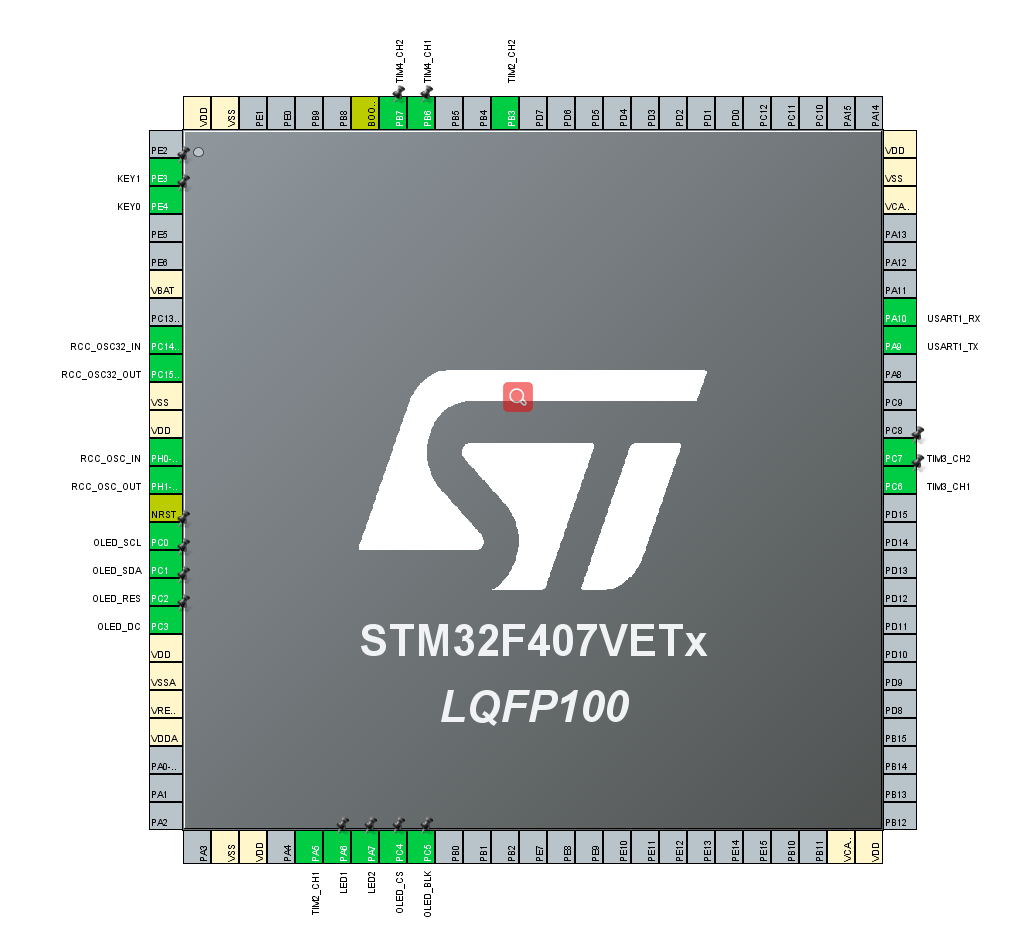 TIM4_CH2
TIM4_CH1
TIM2_CH2
VDD
VSS
PE1
PE0
PB9
PB8
BOO..
PB7
PB6
PB5
PB4
PB3
PD7
PD6
PD5
PD4
PD3
PD2
PD1
PD0
PC12
PC11
PC10
PA15
PA14
PE2
KEY1 PE3
KEY0 PE4
PE5
PE6
VBAT
PC13..
RCC_OSC32_IN PC14..
RCC_OSC32_OUT PC15..
VSS
VDD
RCC_OSC_IN PH0-..
RCC_OSC_OUT PH1-..
NRST
OLED_SCL PC0
OLED_SDA PC1
OLED_RES PC2
OLED_DC PC3
VDD
VSSA
VRE..
VDDA
PA0-..
PA1
PA2
VDD
VSS
VCA..
PA13
PA12
PA11
PA10 USART1_RX
PA9 USART1_TX
PA8
PC9
PC8
PC7 TIM3_CH2
PC6 TIM3_CH1
PD15
PD14
PD13
PD12
PD11
PD10
PD9
PD8
PB15
PB14
PB13
PB12
ST
STM32F407VETx
LQFP100
PA3
VSS
VDD
PA4
PA5
PA6
PA7
PC4
PC5
PB0
PB1
PB2
PE7
PE8
PE9
PE10
PE11
PE12
PE13
PE14
PE15
PB10
PB11
VCA..
VDD
TIM2_CH1
LED1
LED2
OLED_CS
OLED_BLK